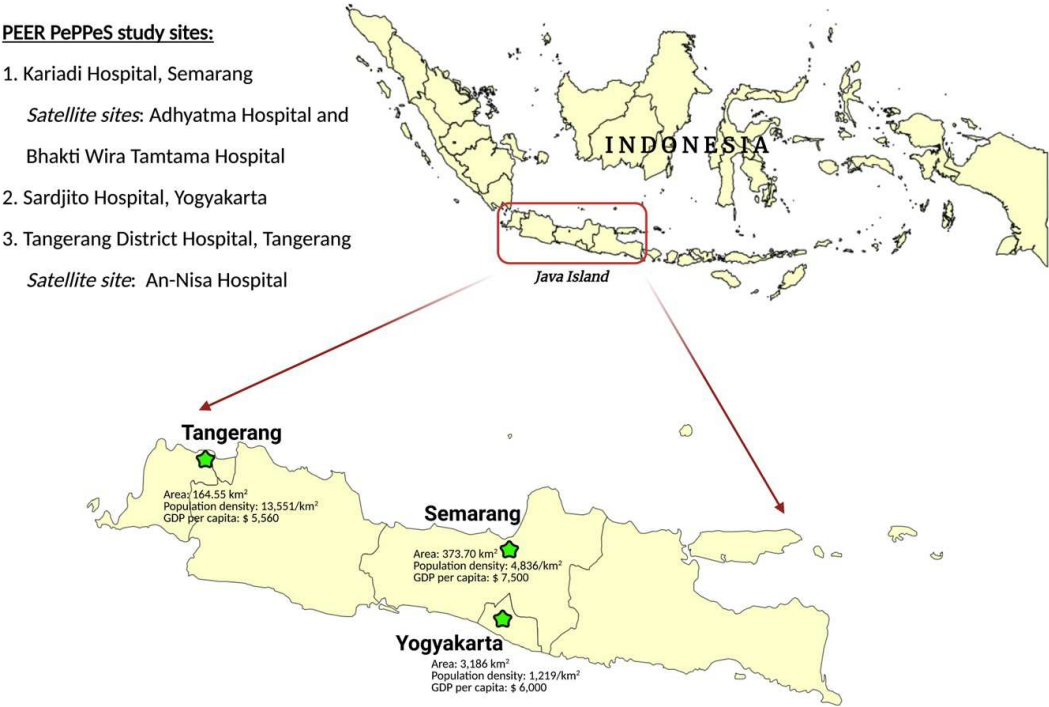 PEER PePPeS study sites:
1. Kariadi Hospital, Semarang
Satellite sites: Adhyatma Hospital and
Bhakti Wira Tamtama Hospital
2. Sardjito Hospital, Yogyakarta
3. Tangerang District Hospital, Tangerang
Satellite site: An-Nisa Hospital
INDONESIA
Java Island
Tangerang
Area: 164.55 km²
Population density: 13,551/km²
GDP per capita: $ 5,560
Semarang
Area: 373.70 km²
Population density: 4,836/km²
GDP per capita: $ 7,500
Yogyakarta
Area: 3,186 km²
Population density: 1,219/km²
GDP per capita: $ 6,000